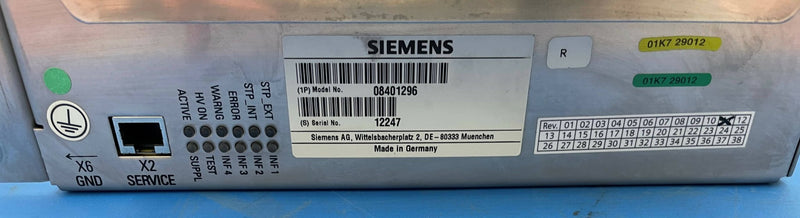 SIEMENS
(1P) Model No. 08401296
(S) Serial No. 12247
Siemens AG, Wittelsbacherplatz 2, DE - 80333 Muenchen
Made in Germany
R
01K7 29012
01K7 29012
Rev. 01 02 03 04 05 06 07 08 09 10 12
13 14 15 16 17 18 19 20 21 22 23 24 25
26 27 28 29 30 31 32 33 34 35 36 37 38
ACTIVE
HV ON
WARNG
ERROR
STP_INT
STP_EXT
SUPPL
TEST
INF 4
INF 3
INF 2
INF 1
X6
GND
X2
SERVICE